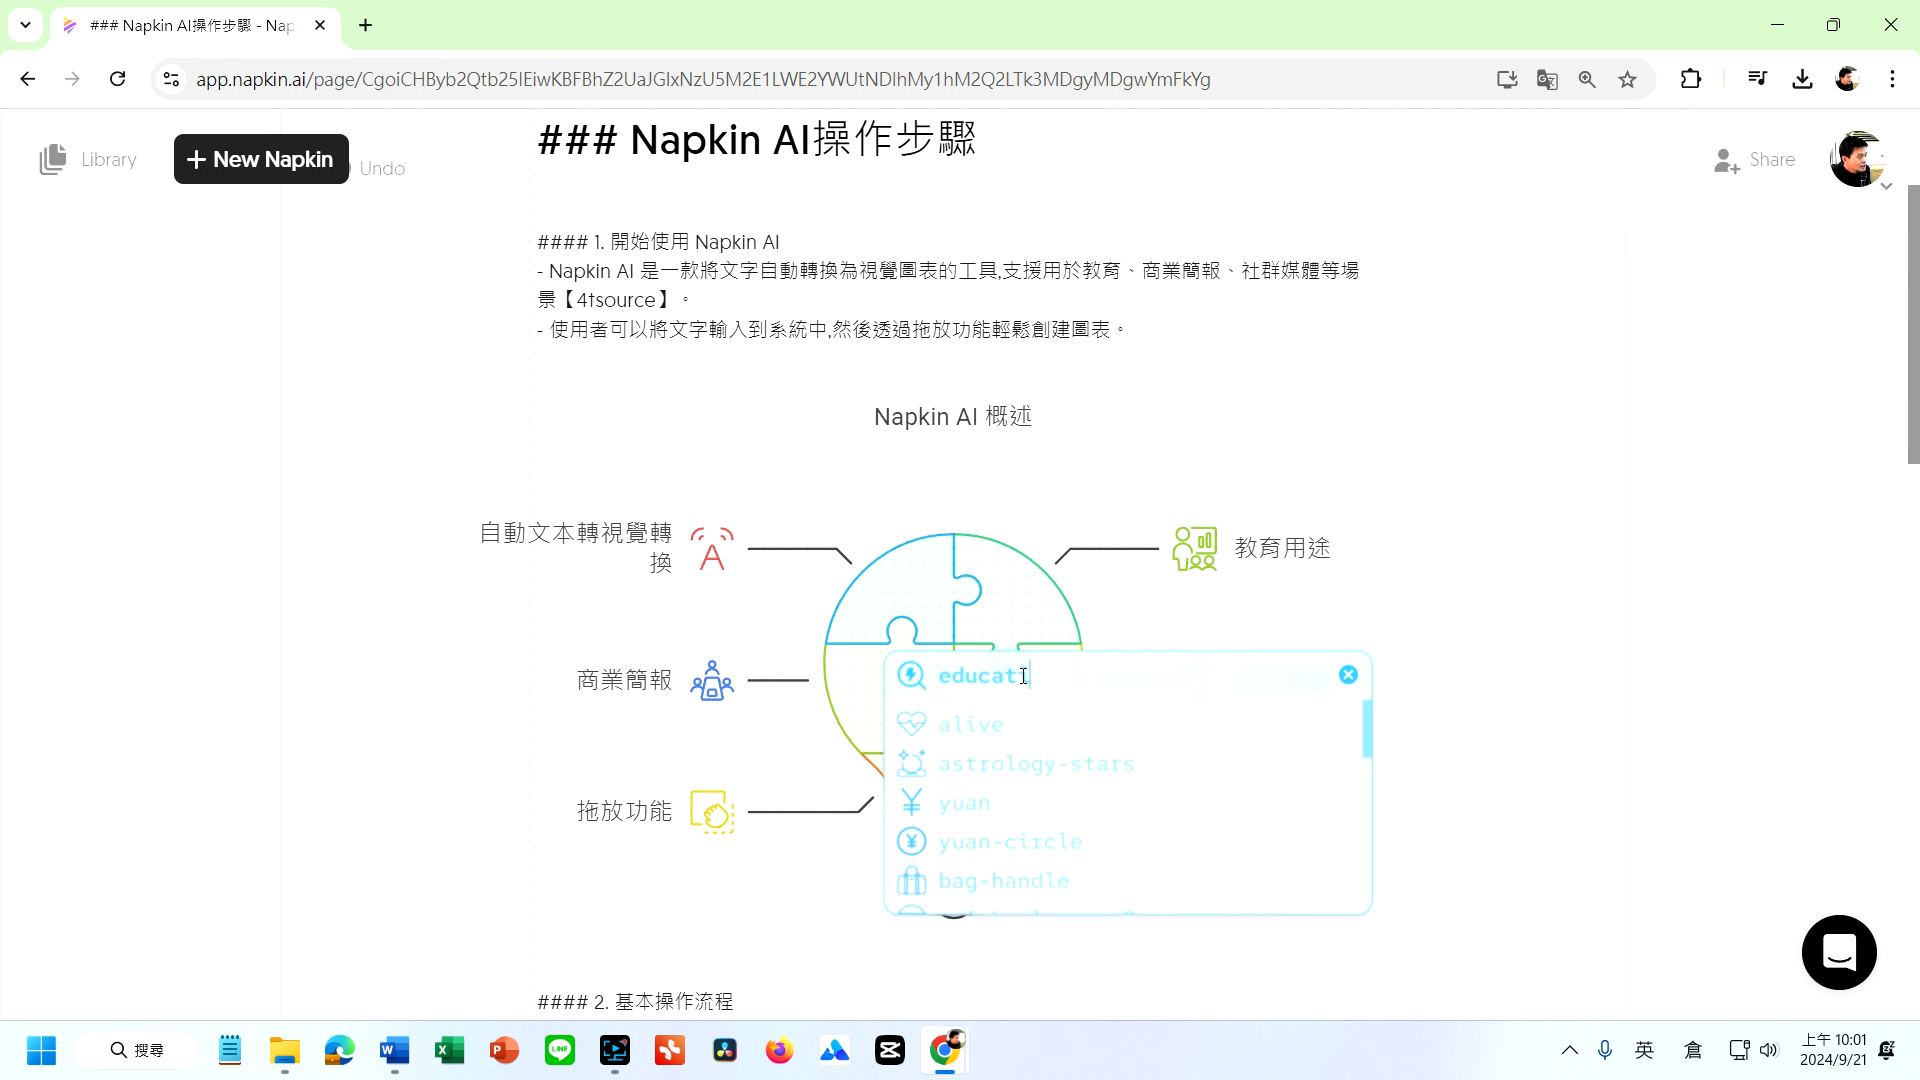 ### Napkin AI操作步驟 - Nap
app.napkin.ai/page/CgoiCHByb2Qtb25lEiwKBFBhZ2UaJGIxNzU5M2E1LWE2YWUtNDlhMy1hM2Q2LTk3MDgyMDgwYmFkYg
Library
New Napkin
Undo
Share
### Napkin AI操作步驟
#### 1. 開始使用 Napkin AI
- Napkin AI 是一款將文字自動轉換為視覺圖表的工具,支援用於教育、商業簡報、社群媒體等場
景【4†source】。
- 使用者可以將文字輸入到系統中,然後透過拖放功能輕鬆創建圖表。
Napkin AI 概述
自動文本轉視覺轉
換
教育用途
商業簡報
拖放功能
educati
alive
astrology-stars
yuan
yuan-circle
bag-handle
#### 2. 基本操作流程
搜尋
英
倉
上午 10:01
2024/9/21